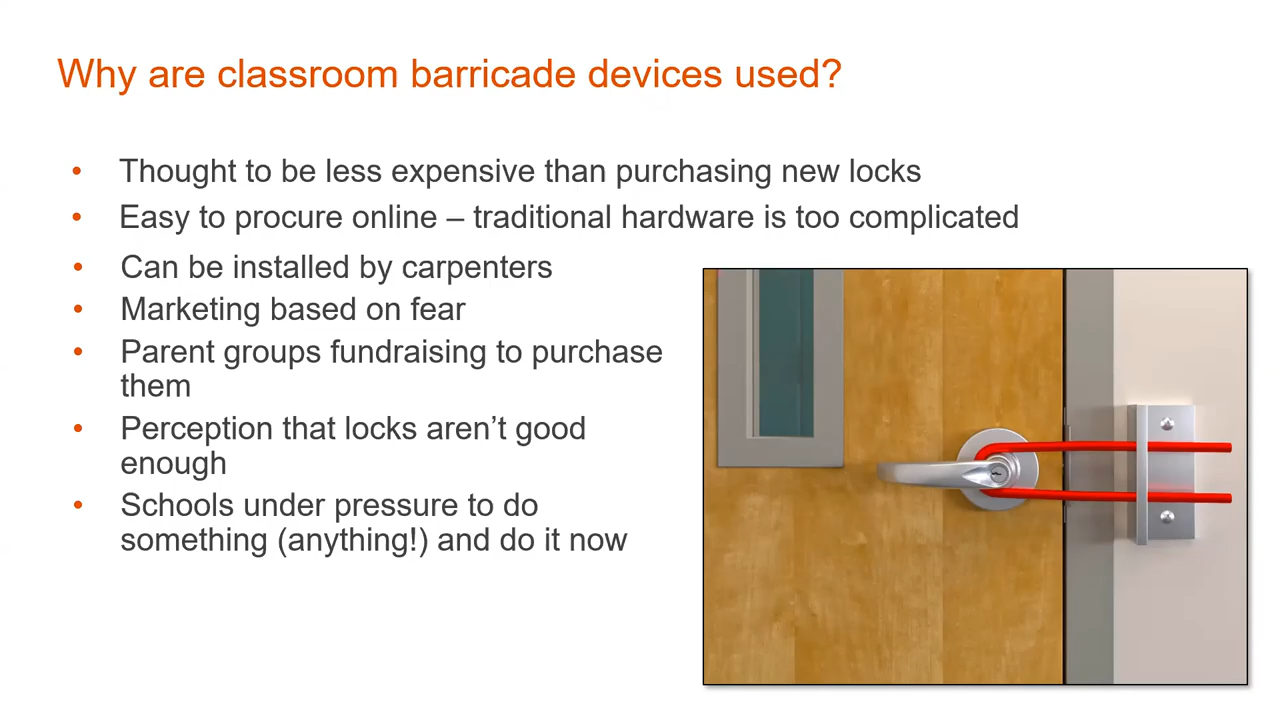 Why are classroom barricade devices used?
• Thought to be less expensive than purchasing new locks
• Easy to procure online – traditional hardware is too complicated
• Can be installed by carpenters
• Marketing based on fear
• Parent groups fundraising to purchase
them
• Perception that locks aren’t good
enough
• Schools under pressure to do
something (anything!) and do it now